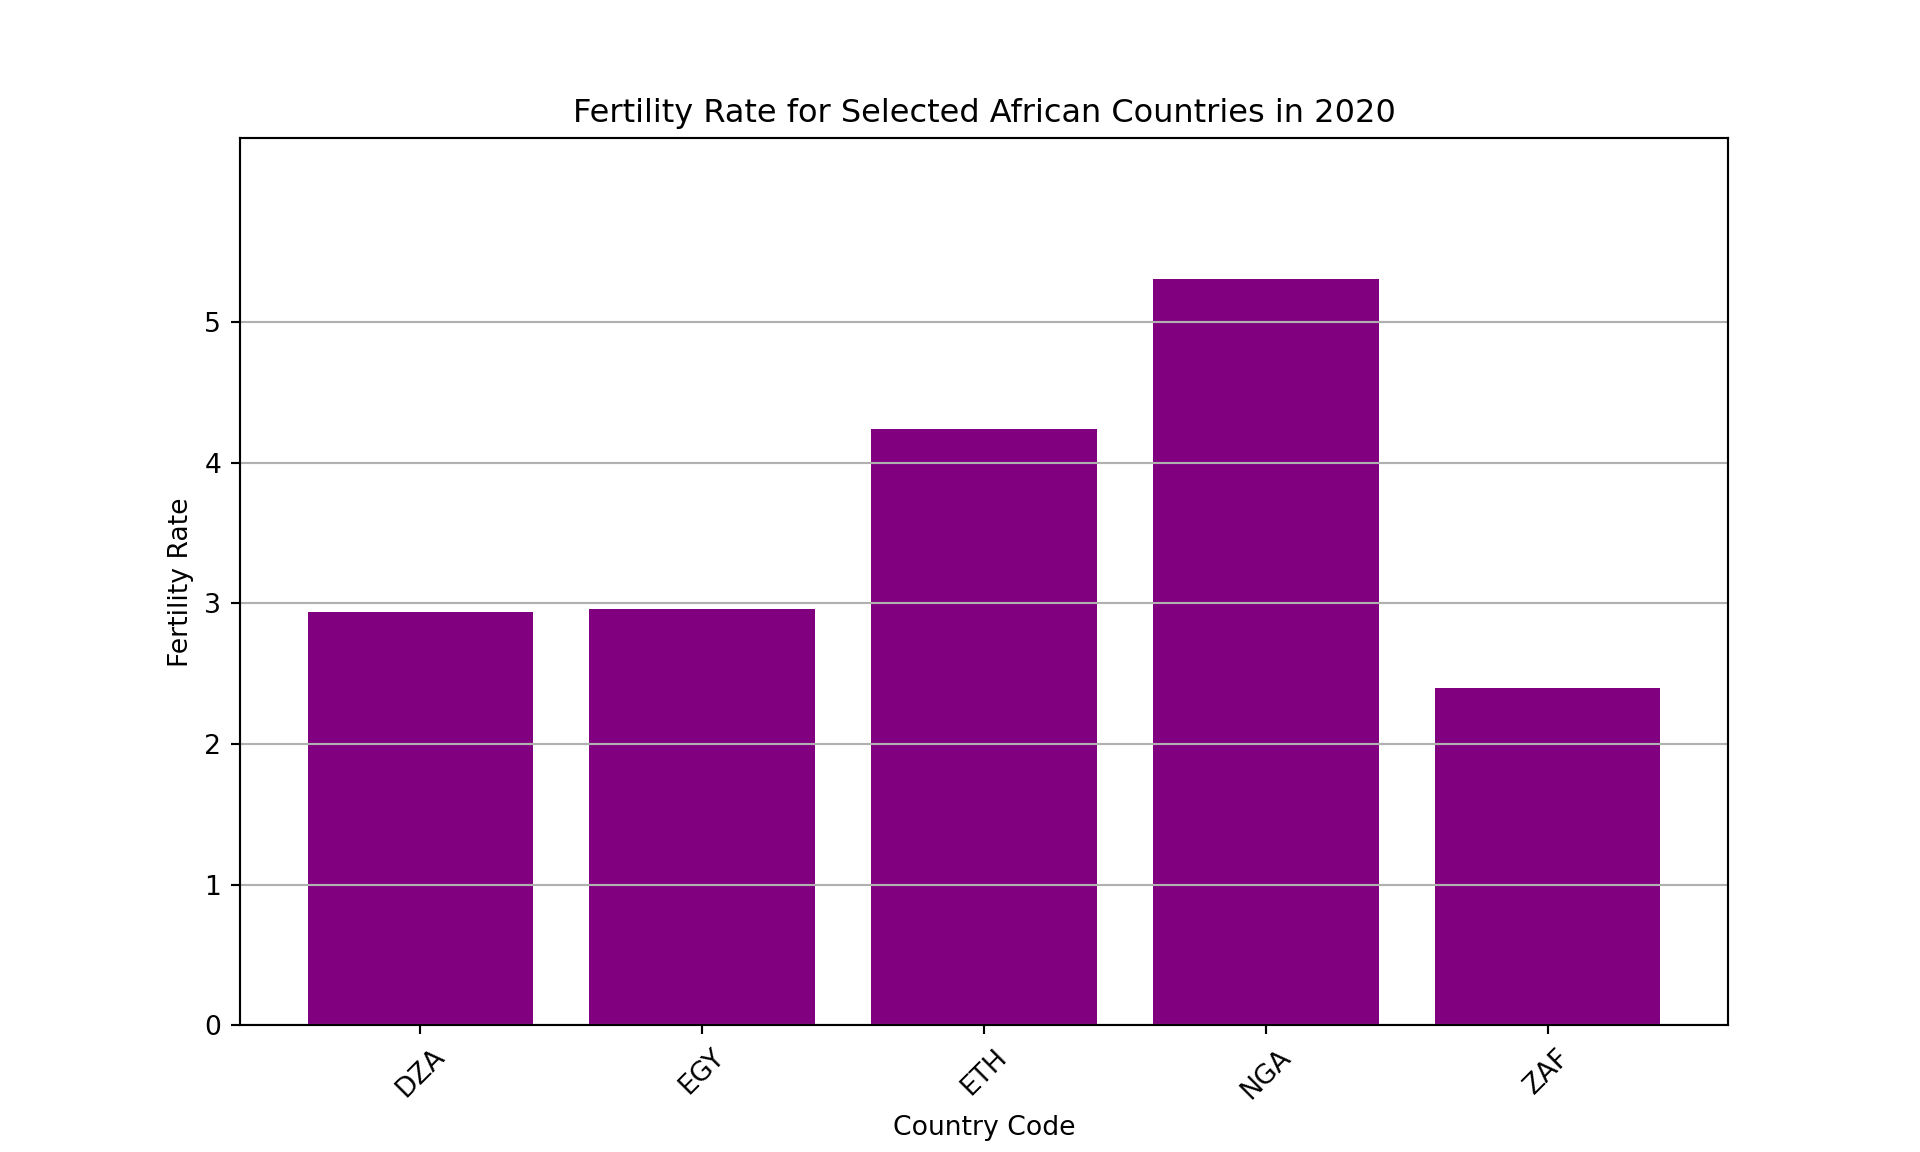 Fertility Rate for Selected African Countries in 2020
Fertility Rate
5
4
3
2
1
0
DZA
EGY
ETH
NGA
ZAF
Country Code